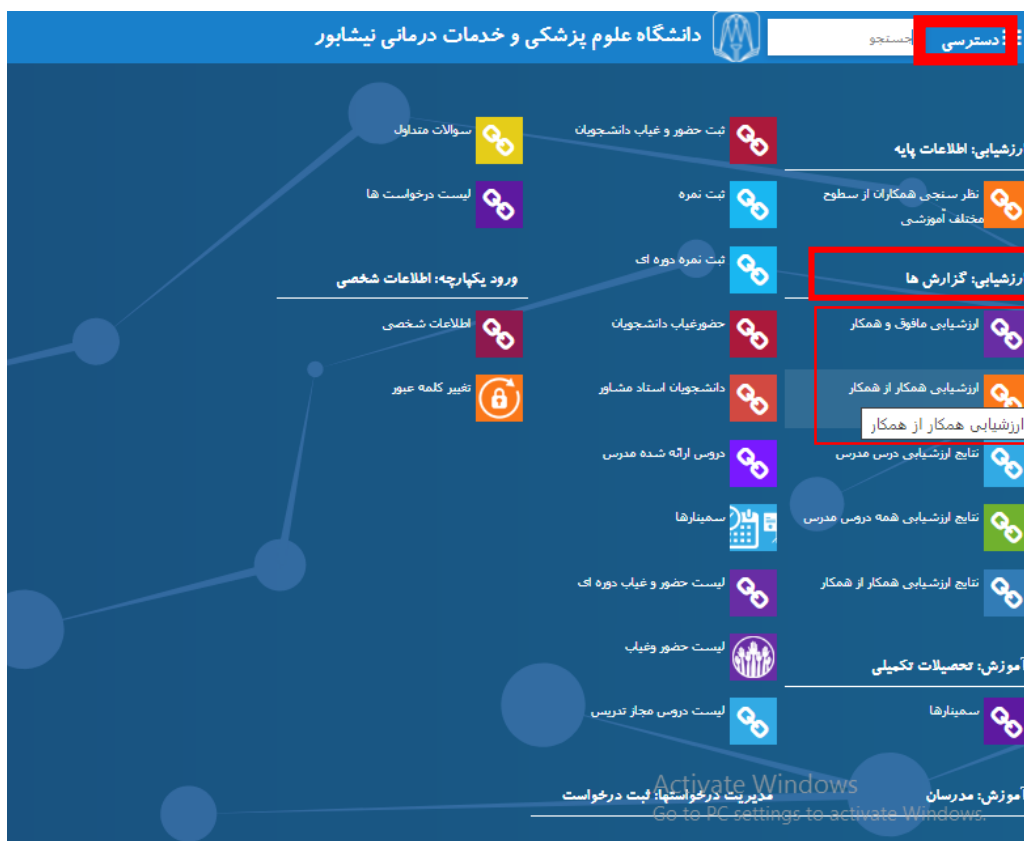 دسترسی
جستجو
دانشگاه علوم پزشکی و خدمات درمانی نیشابور
ارزشیابی: اطلاعات پایه
نظر سنجی همکاران از سطوح
مختلف آموزشی
ارزشیابی: گزارش ها
ارزشیابی مافوق و همکار
ارزشیابی همکار از همکار
ارزشیابی همکار از همکار
نتایج ارزشیابی درس مدرس
نتایج ارزشیابی همه دروس مدرس
نتایج ارزشیابی همکار از همکار
آموزش: تحصیلات تکمیلی
سمینارها
آموزش: مدرسان
ثبت حضور و غیاب دانشجویان
ثبت نمره
ثبت نمره دوره ای
حضورغیاب دانشجویان
دانشجویان استاد مشاور
دروس ارائه شده مدرس
سمینارها
لیست حضور و غیاب دوره ای
لیست حضور وغیاب
لیست دروس مجاز تدریس
مدیریت درخواستها: ثبت درخواست
سوالات متداول
لیست درخواست ها
ورود یکپارچه: اطلاعات شخصی
اطلاعات شخصی
تغییر کلمه عبور
Activate Windows
Go to PC settings to activate Windows.